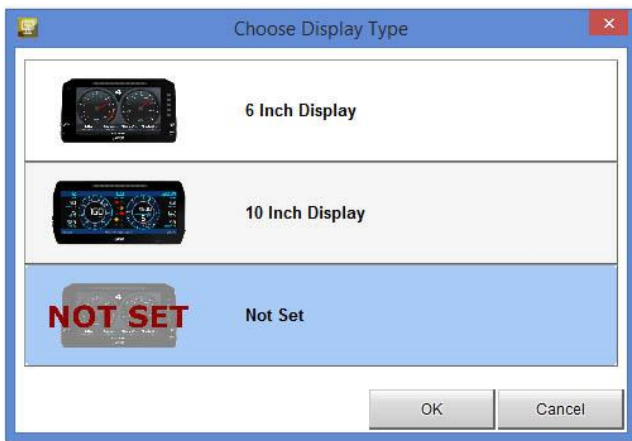 Choose Display Type
6 Inch Display
10 Inch Display
NOT SET
Not Set
OK
Cancel